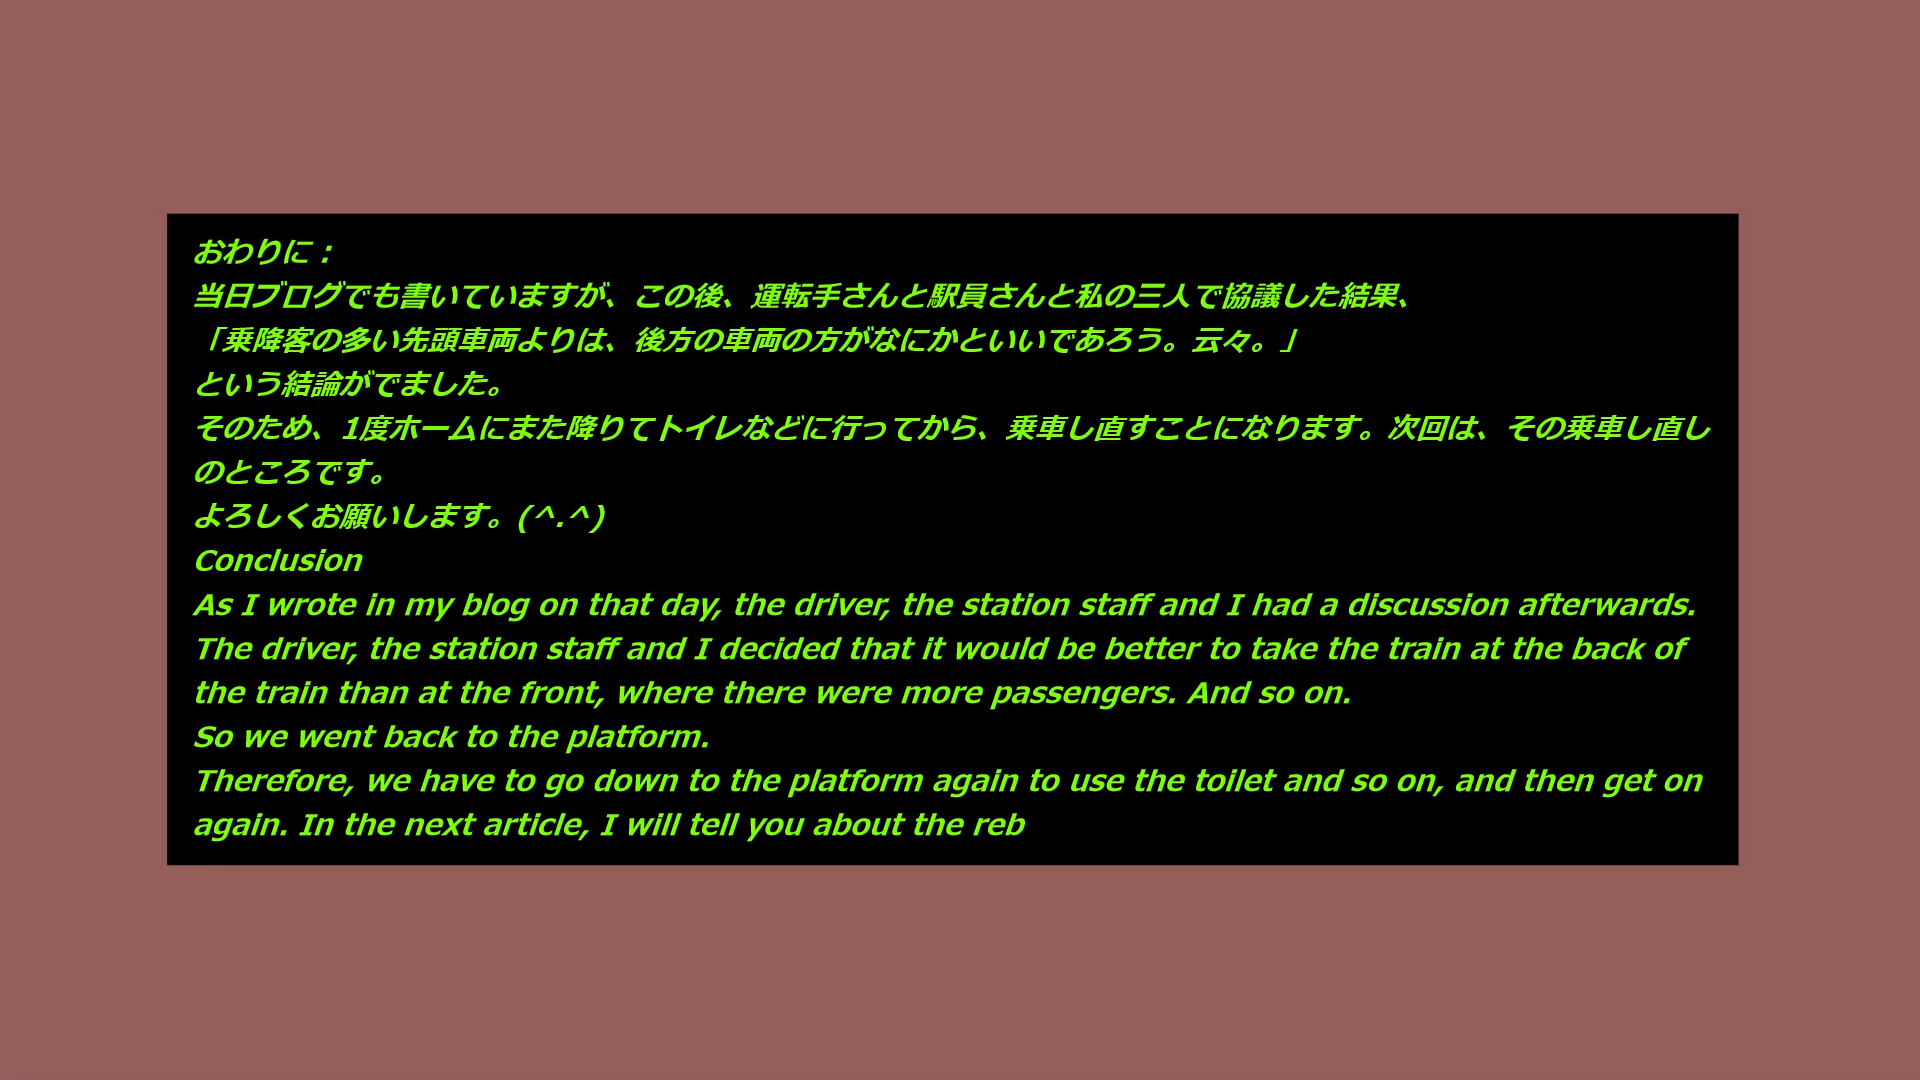 おわりに：
当日ブログでも書いていますが、この後、運転手さんと駅員さんと私の三人で協議した結果、
「乗降客の多い先頭車両よりは、後方の車両の方がなにかといいであろう。云々。」
という結論がでました。
そのため、1度ホームにまた降りてトイレなどに行ってから、乗車し直すことになります。次回は、その乗車し直し
のところです。
よろしくお願いします。(^.^)
Conclusion
As I wrote in my blog on that day, the driver, the station staff and I had a discussion afterwards.
The driver, the station staff and I decided that it would be better to take the train at the back of
the train than at the front, where there were more passengers. And so on.
So we went back to the platform.
Therefore, we have to go down to the platform again to use the toilet and so on, and then get on
again. In the next article, I will tell you about the reb